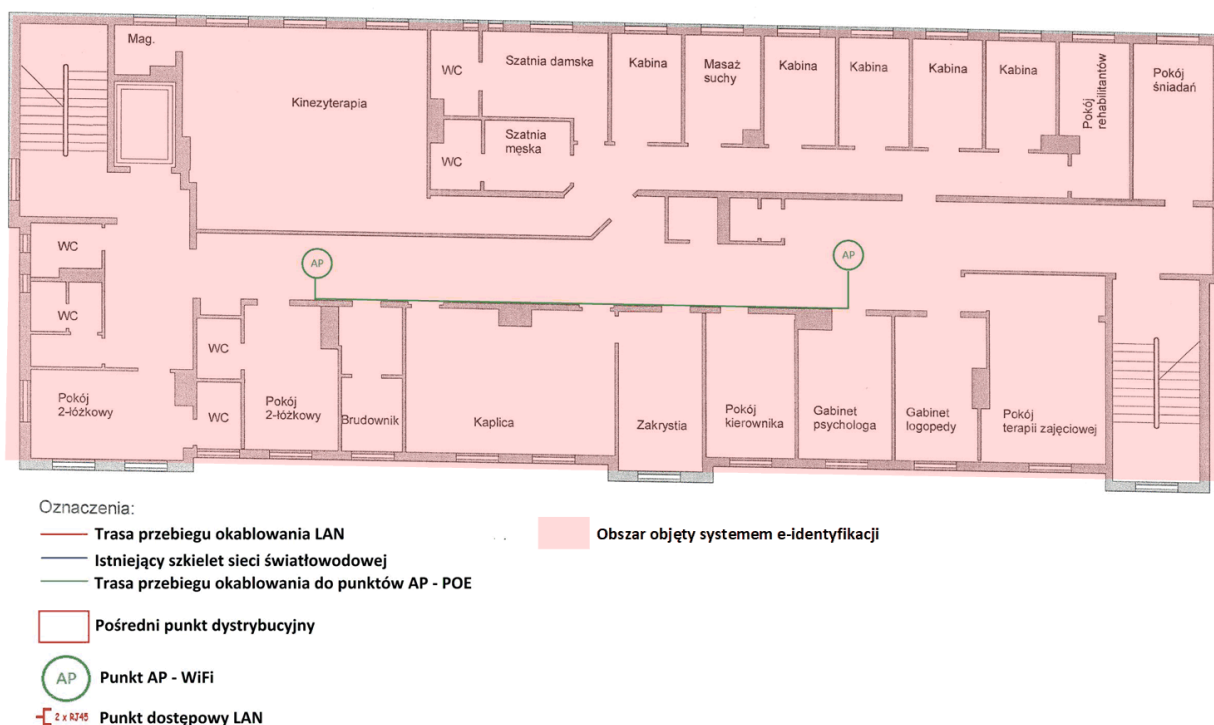 Mag.
Kinezyterapia
WC
Szatnia damska
Kabina
Masaż
suchy
Kabina
Kabina
Kabina
Kabina
Pokój
rehabilitantów
Pokój
śniadań
WC
Szatnia
męska
WC
AP
AP
WC
WC
Pokój
2-łóżkowy
WC
Pokój
2-łóżkowy
Brudownik
Kaplica
Zakrystia
Pokój
kierownika
Gabinet
psychologa
Gabinet
logopedy
Pokój
terapii zajęciowej
Oznaczenia:
Trasa przebiegu okablowania LAN
Obszar objęty systemem e-identyfikacji
Istniejący szkielet sieci światłowodowej
Trasa przebiegu okablowania do punktów AP - POE
Pośredni punkt dystrybucyjny
AP Punkt AP - WiFi
2 x RJ45 Punkt dostępowy LAN